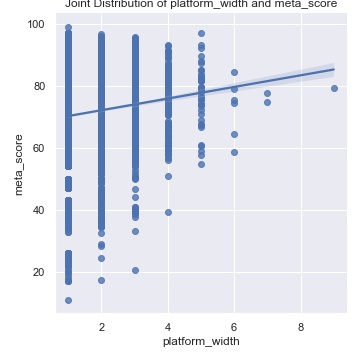 Joint Distribution of platform_width and meta_score
100
80
60
40
20
meta_score
2 4 6 8
platform_width